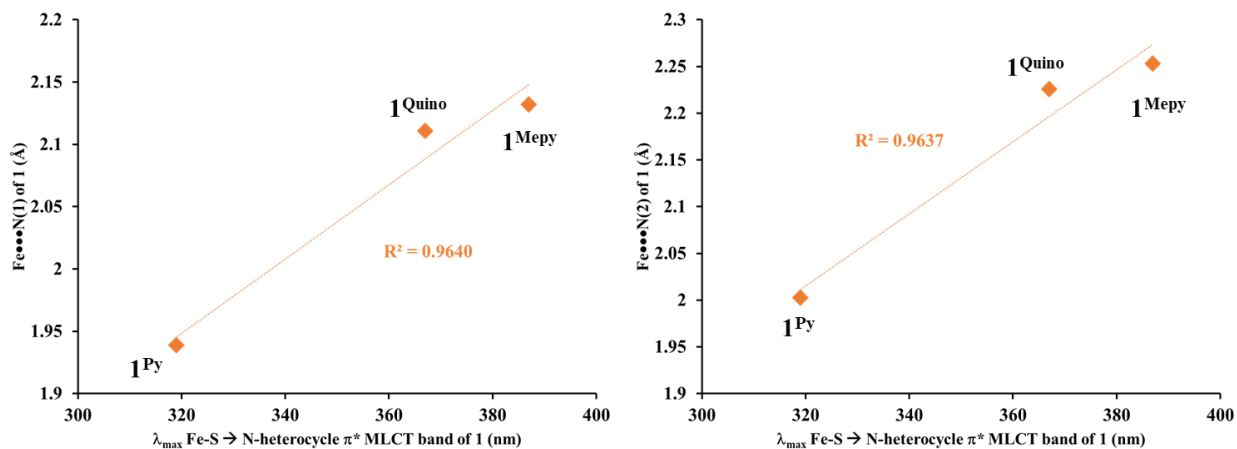 2.2
2.15
2.1
2.05
2
1.95
1.9
300
320
340
360
380
400
Fe•••N(1) of 1 (Å)
λmax Fe-S → N-heterocycle π* MLCT band of 1 (nm)
1Quino
1Mepy
1Py
R² = 0.9640
2.3
2.25
2.2
2.15
2.1
2.05
2
1.95
1.9
300
320
340
360
380
400
Fe•••N(2) of 1 (Å)
λmax Fe-S → N-heterocycle π* MLCT band of 1 (nm)
1Quino
1Mepy
1Py
R² = 0.9637